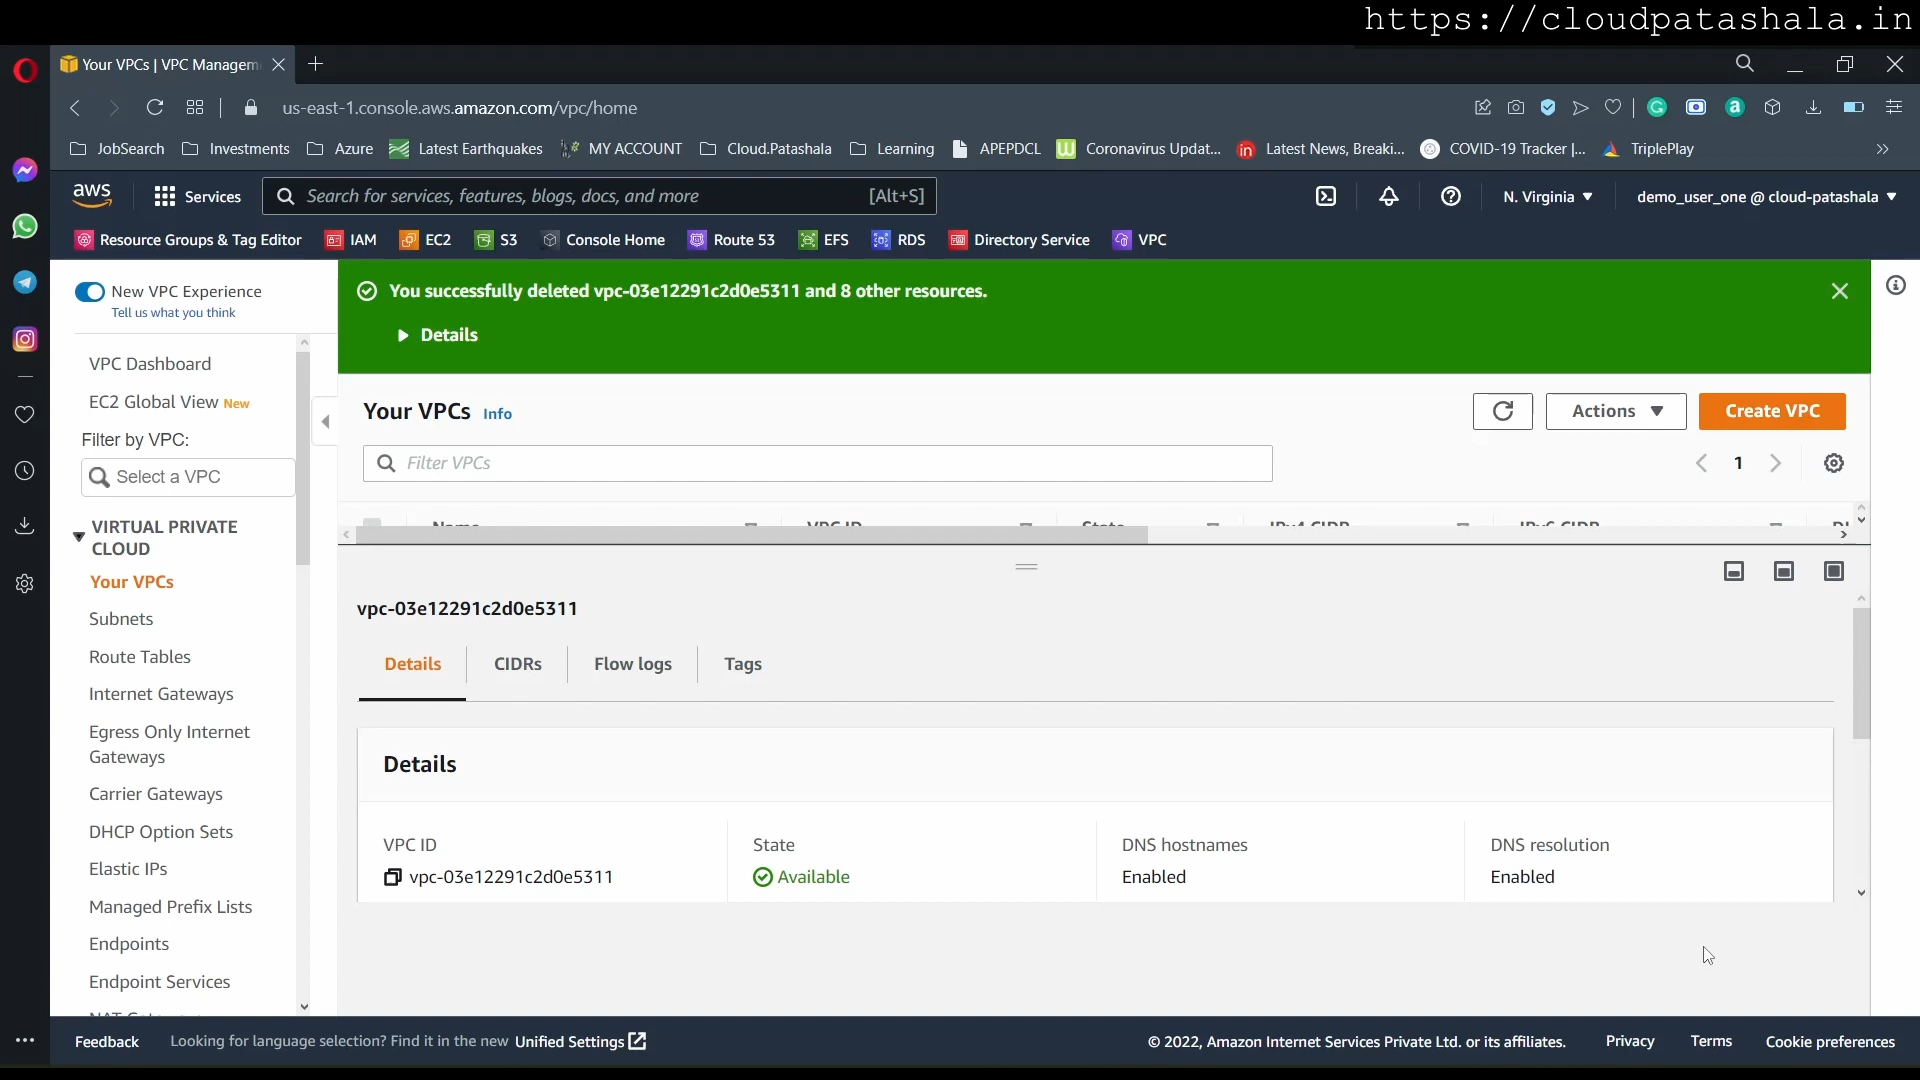 https://cloudpatashala.in
Your VPCs | VPC Managem
us-east-1.console.aws.amazon.com/vpc/home
JobSearch Investments Azure Latest Earthquakes MY ACCOUNT Cloud.Patashala Learning APEPDCL Coronavirus Updat... Latest News, Breaki... COVID-19 Tracker |... TriplePlay
aws Services Search for services, features, blogs, docs, and more [Alt+S] N. Virginia demo_user_one @ cloud-patashala
Resource Groups & Tag Editor IAM EC2 S3 Console Home Route 53 EFS RDS Directory Service VPC
New VPC Experience
Tell us what you think
VPC Dashboard
EC2 Global View New
Filter by VPC:
Select a VPC
VIRTUAL PRIVATE
CLOUD
Your VPCs
Subnets
Route Tables
Internet Gateways
Egress Only Internet
Gateways
Carrier Gateways
DHCP Option Sets
Elastic IPs
Managed Prefix Lists
Endpoints
Endpoint Services
You successfully deleted vpc-03e12291c2d0e5311 and 8 other resources.
Details
Your VPCs Info
Actions Create VPC
Filter VPCs
1
Name VPC ID State IPv4 CIDR IPv6 CIDR
vpc-03e12291c2d0e5311
Details CIDRs Flow logs Tags
Details
VPC ID State DNS hostnames DNS resolution
vpc-03e12291c2d0e5311 Available Enabled Enabled
Feedback Looking for language selection? Find it in the new Unified Settings © 2022, Amazon Internet Services Private Ltd. or its affiliates. Privacy Terms Cookie preferences